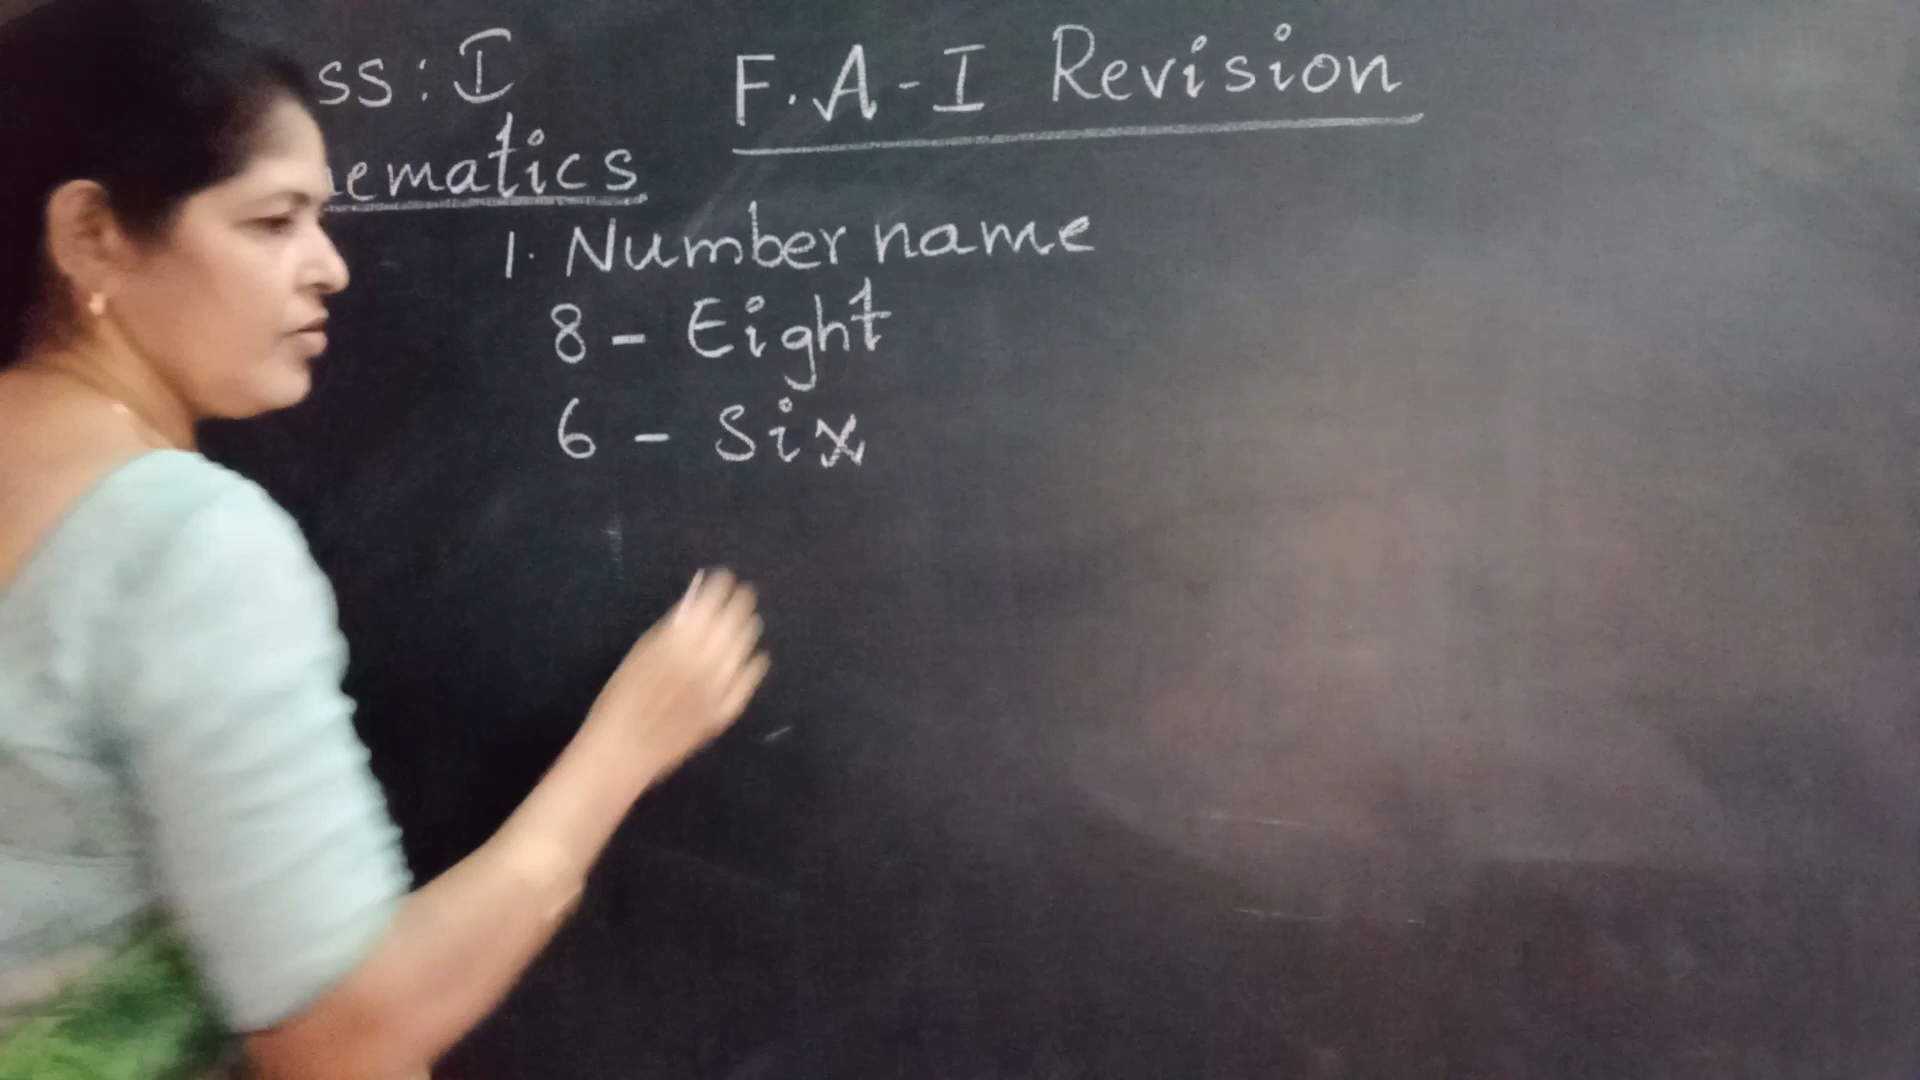 ss: I
F.A-I Revision
ematics
1. Number name
8 - Eight
6 - Six